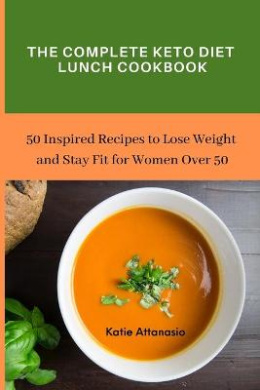 THE COMPLETE KETO DIET
LUNCH COOKBOOK
50 Inspired Recipes to Lose Weight
and Stay Fit for Women Over 50
Katie Attanasio